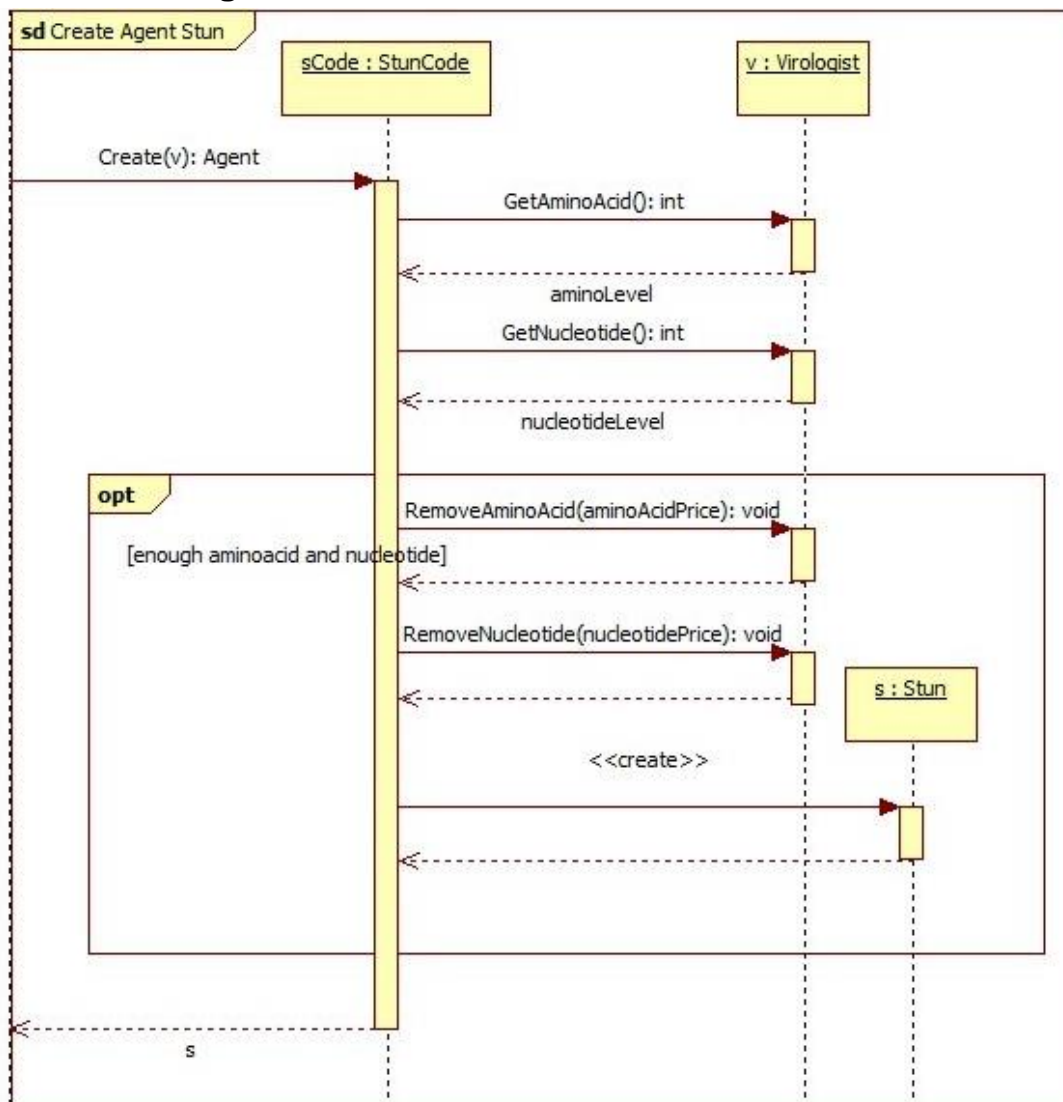 sd Create Agent Stun
sCode : StunCode
v : Virologist
Create(v): Agent
GetAminoAcid(): int
aminoLevel
GetNucleotide(): int
nucleotideLevel
opt
RemoveAminoAcid(aminoAcidPrice): void
[enough aminoacid and nucleotide]
RemoveNucleotide(nucleotidePrice): void
s : Stun
<<create>>
s